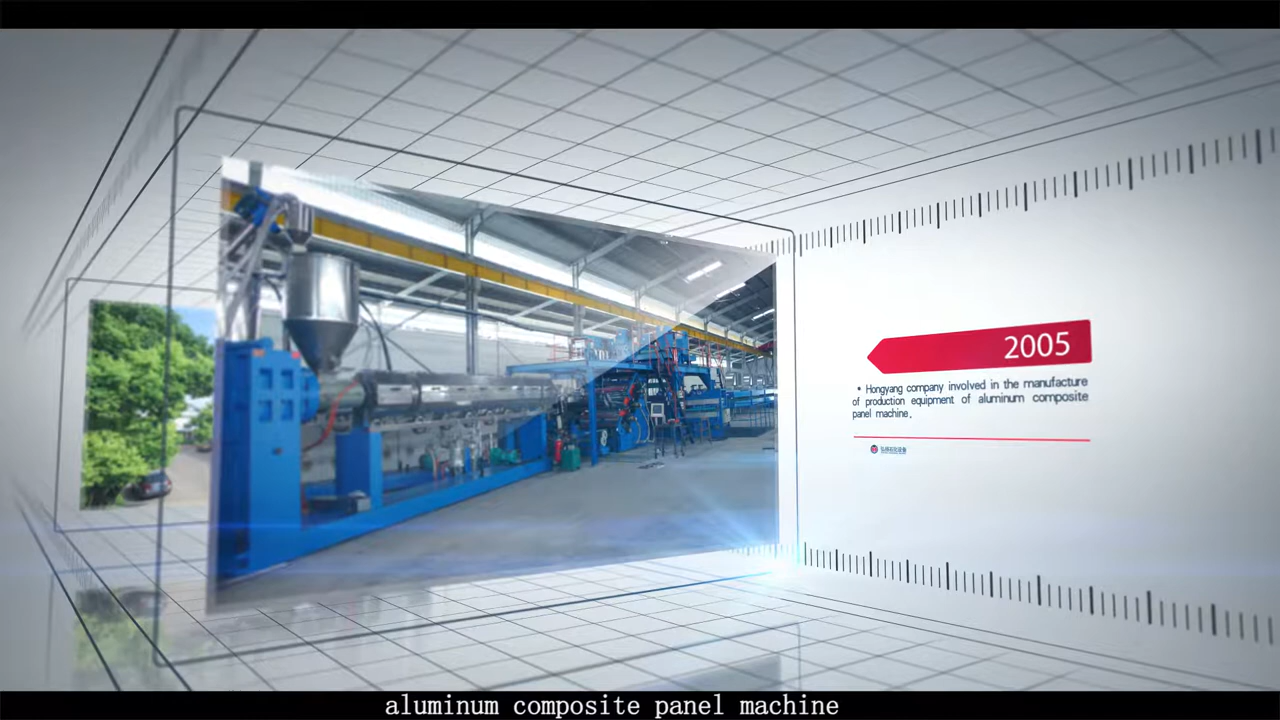 2005
• Hongyang company involved in the manufacture
of production equipment of aluminum composite
panel machine.
aluminum composite panel machine